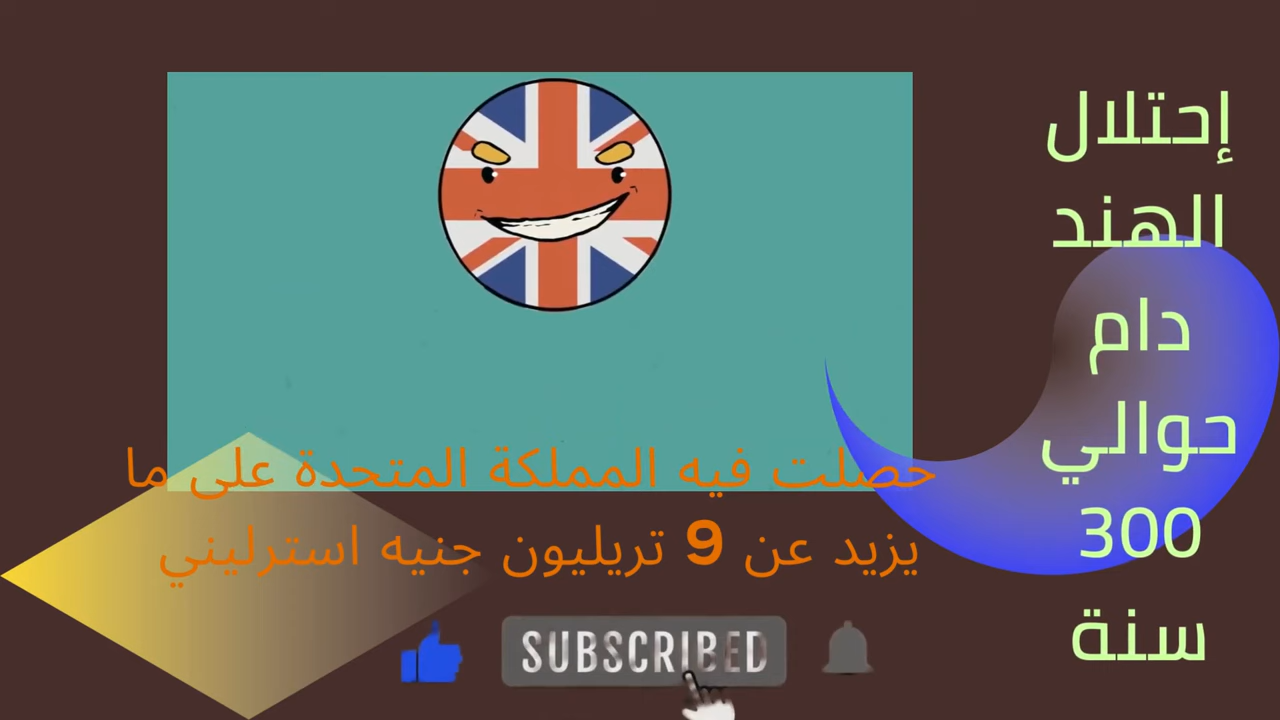 إحتلال
الهند
دام
حوالي
300
سنة
حصلت فيه المملكة المتحدة على ما
يزيد عن 9 تريليون جنيه استرليني
SUBSCRIBED